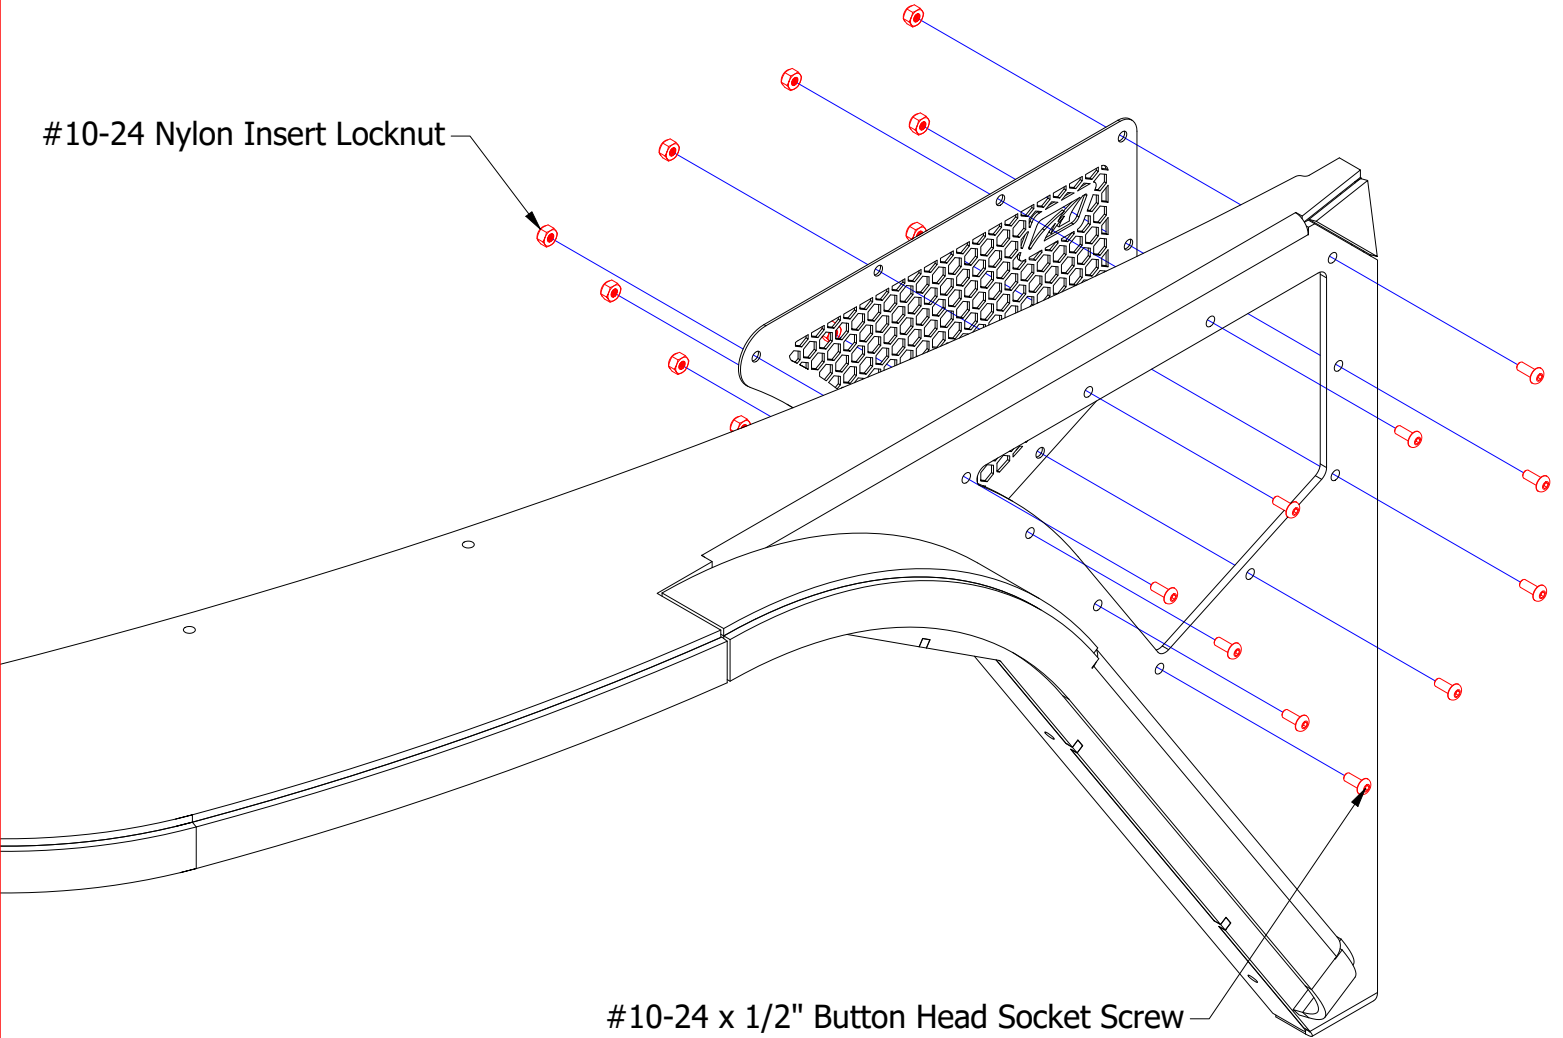 #10-24 Nylon Insert Locknut
#10-24 x 1/2" Button Head Socket Screw